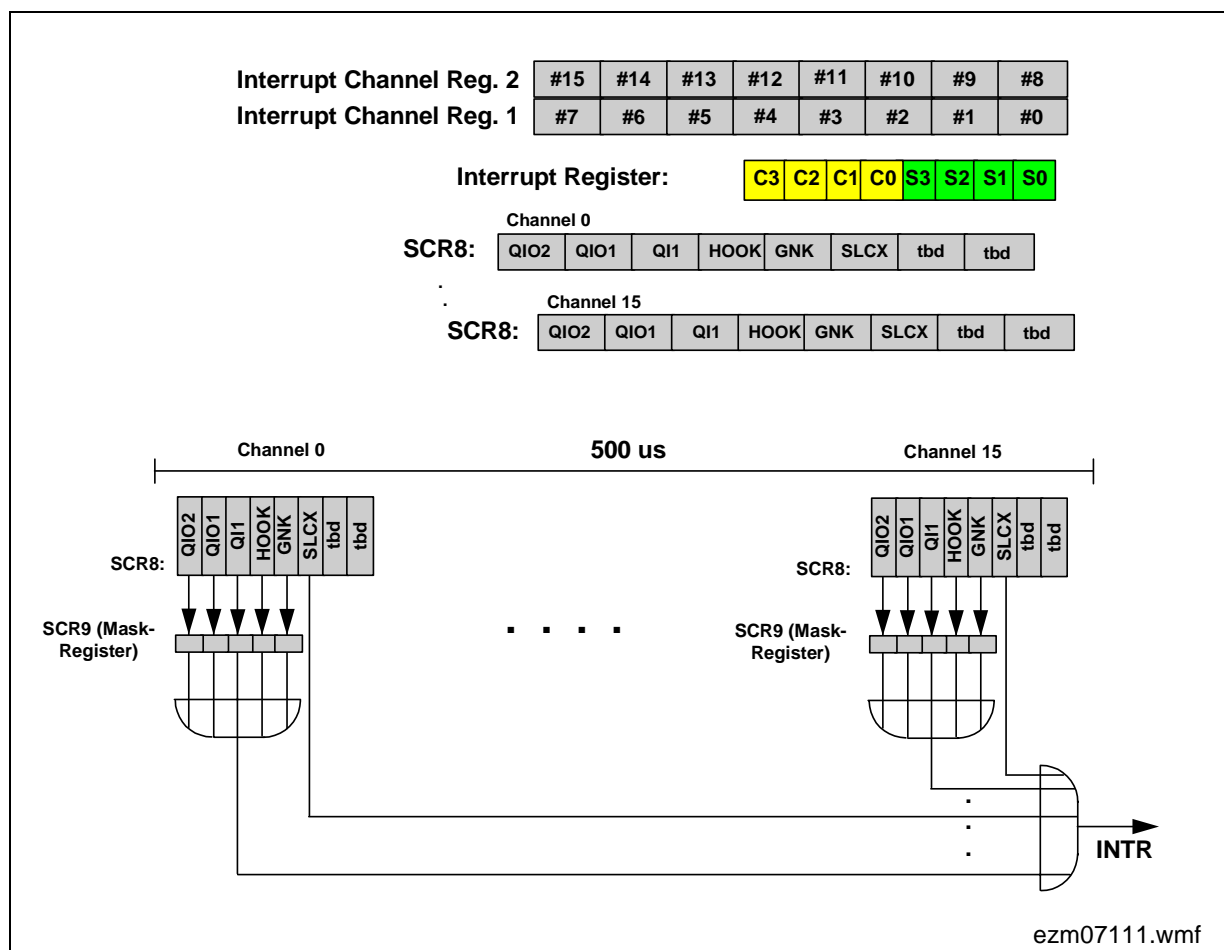 Interrupt Channel Reg. 2 #15 #14 #13 #12 #11 #10 #9 #8
Interrupt Channel Reg. 1 #7 #6 #5 #4 #3 #2 #1 #0
Interrupt Register: C3 C2 C1 C0 S3 S2 S1 S0
Channel 0
SCR8: QIO2 QIO1 QI1 HOOK GNK SLCX tbd tbd
.
.
Channel 15
SCR8: QIO2 QIO1 QI1 HOOK GNK SLCX tbd tbd
Channel 0 500 us Channel 15
SCR8: QIO2 QIO1 QI1 HOOK GNK SLCX tbd tbd
SCR8: QIO2 QIO1 QI1 HOOK GNK SLCX tbd tbd
SCR9 (Mask-
Register)
. . . .
SCR9 (Mask-
Register)
.
.
.
INTR
ezm07111.wmf